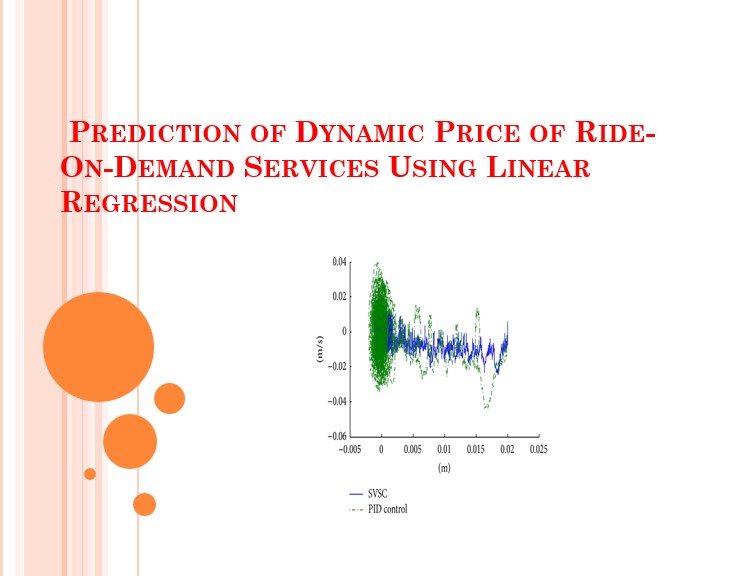 Prediction of Dynamic Price of Ride-
On-Demand Services Using Linear
Regression
0.04
0.02
0
−0.02
−0.04
−0.06
(m/s)
−0.005 0 0.005 0.01 0.015 0.02 0.025
(m)
SVSC
PID control